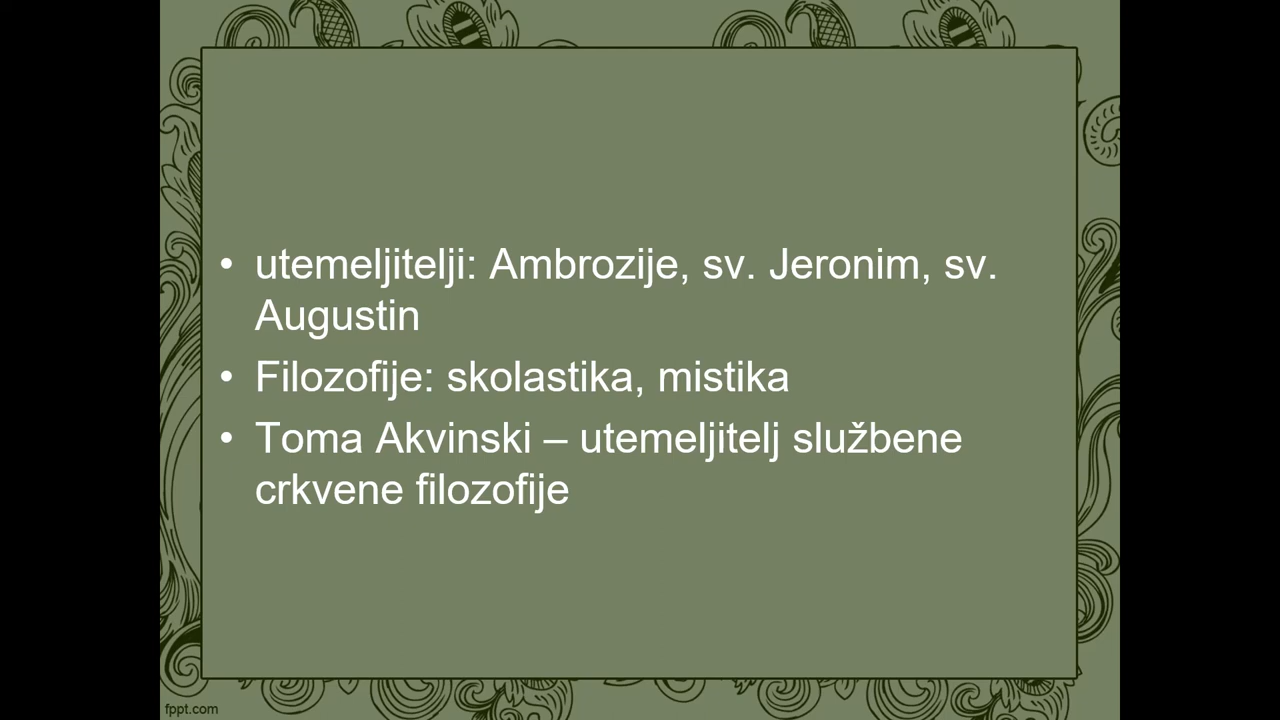 • utemeljitelji: Ambrozije, sv. Jeronim, sv.
Augustin
• Filozofije: skolastika, mistika
• Toma Akvinski – utemeljitelj službene
crkvene filozofije
fppt.com